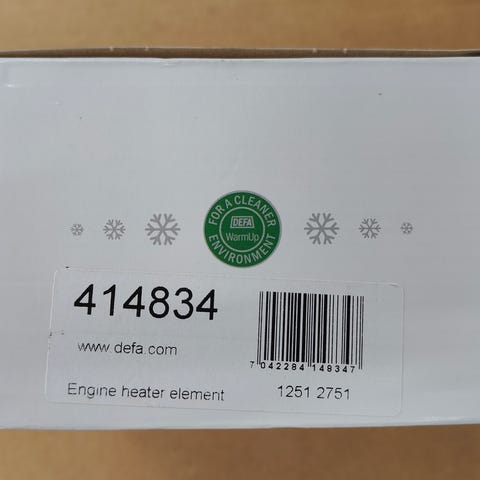 FOR A CLEANER
DEFA
WarmUp
ENVIRONMENT
414834
www.defa.com
7 042284 148347
Engine heater element
1251 2751